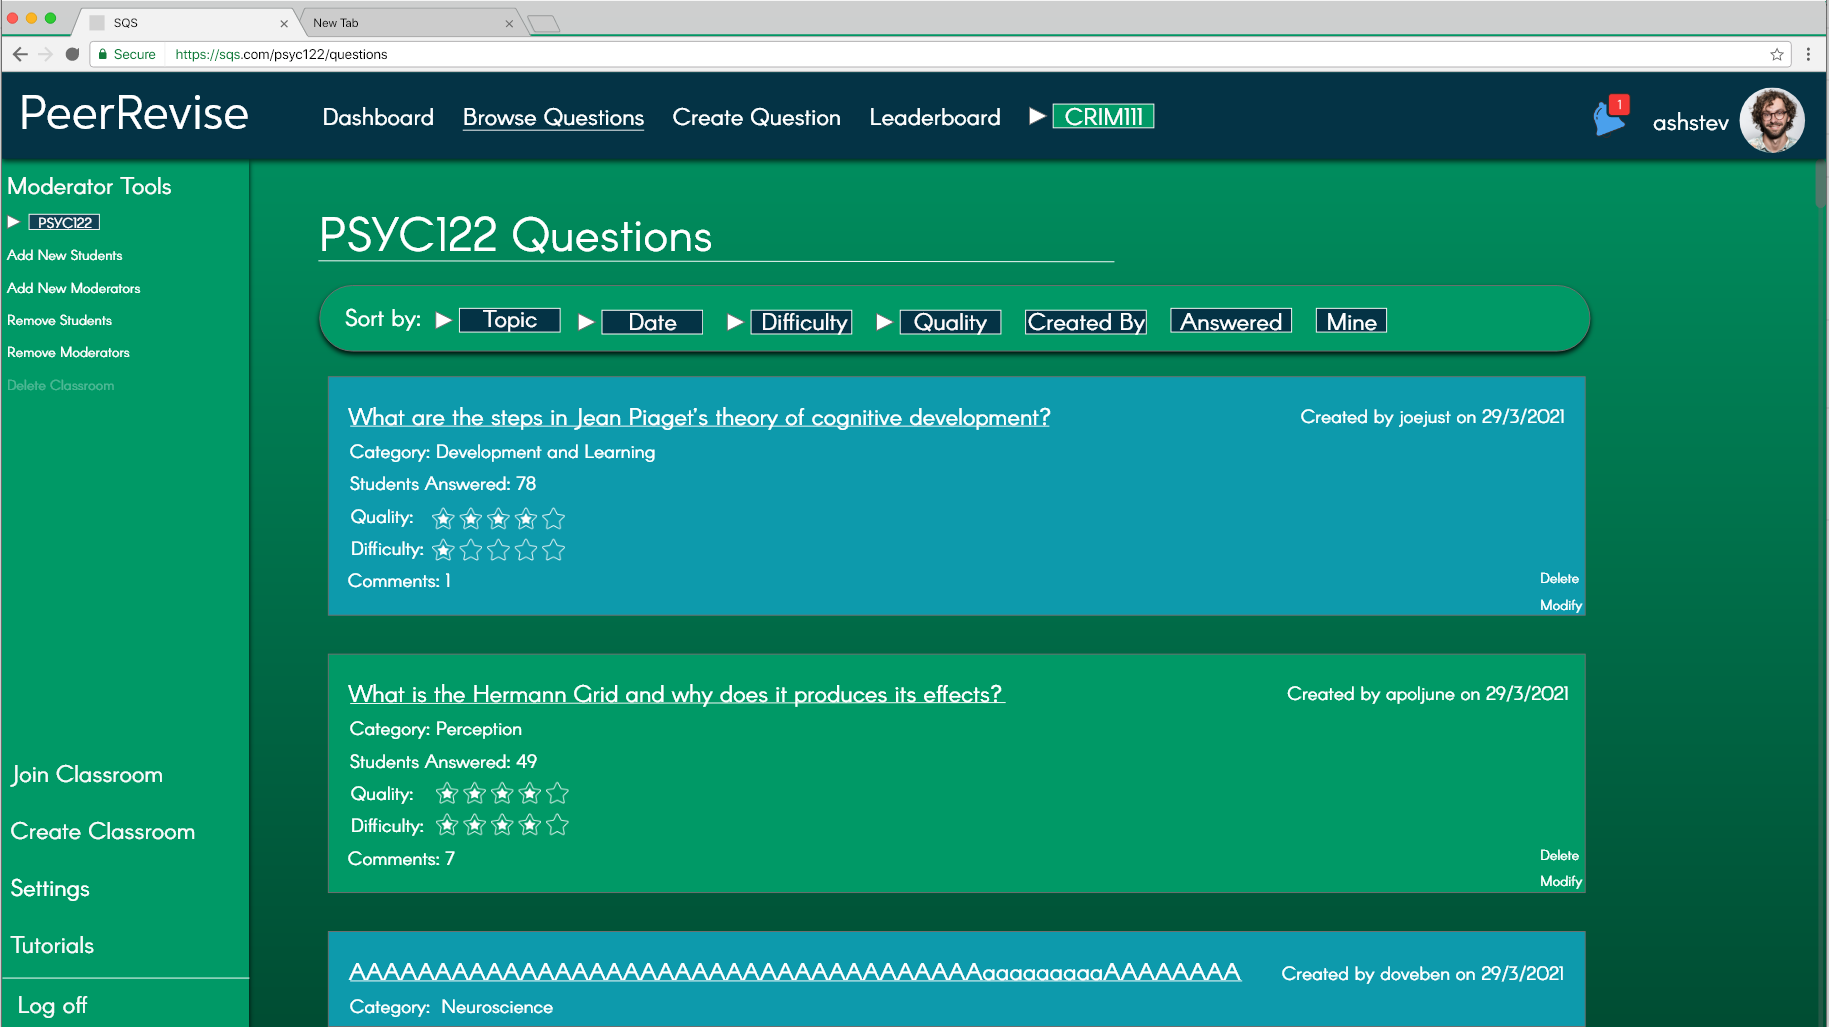 SQS
New Tab
Secure https://sqs.com/psyc122/questions
PeerRevise
Dashboard Browse Questions Create Question Leaderboard CRIM111
1
ashstev
Moderator Tools
PSYC122
Add New Students
Add New Moderators
Remove Students
Remove Moderators
Delete Classroom
Join Classroom
Create Classroom
Settings
Tutorials
Log off
PSYC122 Questions
Sort by: Topic Date Difficulty Quality Created By Answered Mine
What are the steps in Jean Piaget's theory of cognitive development? Created by joejust on 29/3/2021
Category: Development and Learning
Students Answered: 78
Quality:
Difficulty:
Comments: 1
Delete
Modify
What is the Hermann Grid and why does it produces its effects? Created by apoljune on 29/3/2021
Category: Perception
Students Answered: 49
Quality:
Difficulty:
Comments: 7
Delete
Modify
AAAAAAAAAAAAAAAAAAAAAAAAAAAAAAAAAAAAAaaaaaaaaaAAAAAAAA Created by doveben on 29/3/2021
Category: Neuroscience